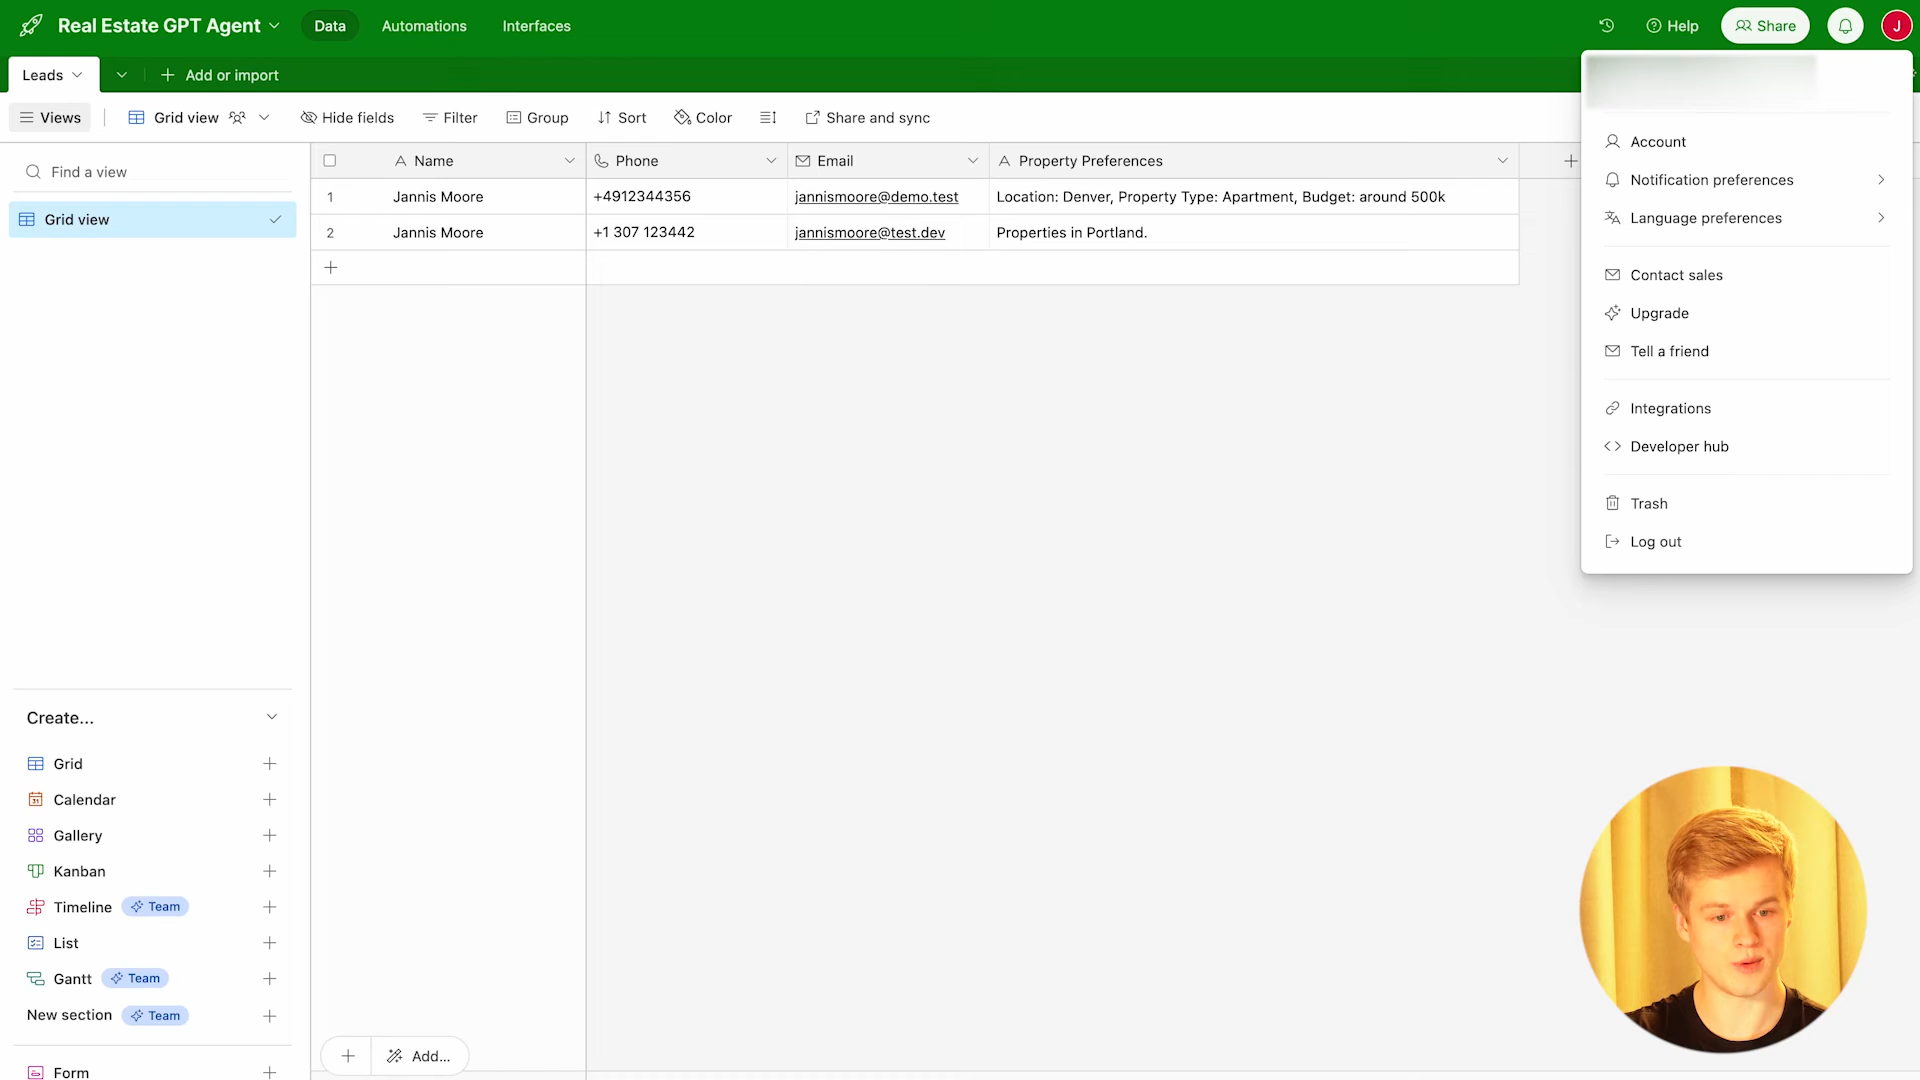 Real Estate GPT Agent
Data
Automations
Interfaces
Help
Share
J
Leads
Add or import
Views
Grid view
Hide fields
Filter
Group
Sort
Color
Share and sync
Find a view
Grid view
Name
Phone
Email
Property Preferences
1
Jannis Moore
+4912344356
jannismoore@demo.test
Location: Denver, Property Type: Apartment, Budget: around 500k
2
Jannis Moore
+1 307 123442
jannismoore@test.dev
Properties in Portland.
Account
Notification preferences
Language preferences
Contact sales
Upgrade
Tell a friend
Integrations
Developer hub
Trash
Log out
Create...
Grid
Calendar
Gallery
Kanban
Timeline
Team
List
Gantt
Team
New section
Team
Form
Add...